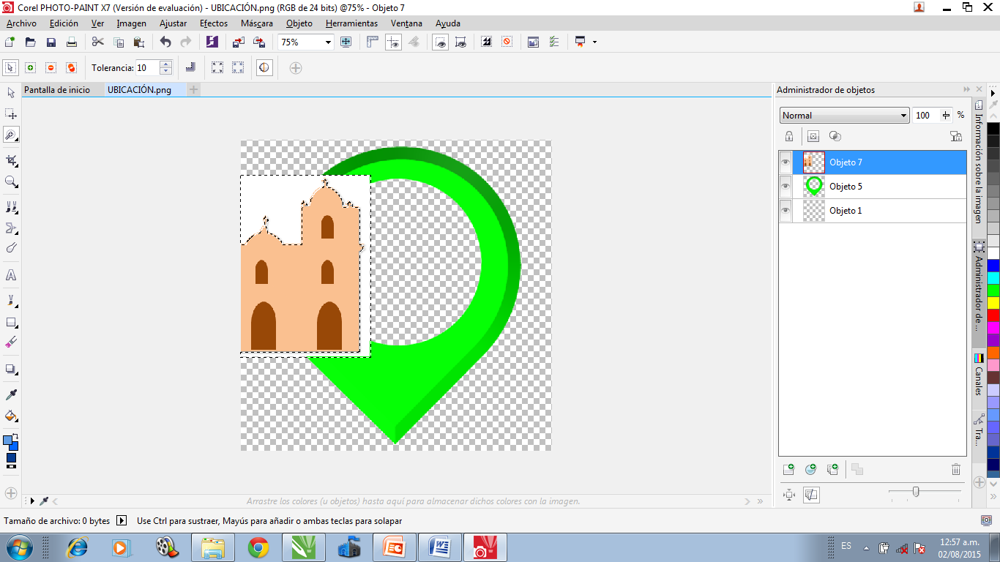 Corel PHOTO-PAINT X7 (Versión de evaluación) - UBICACIÓN.png (RGB de 24 bits) @75% - Objeto 7
Archivo Edición Ver Imagen Ajustar Efectos Máscara Objeto Herramientas Ventana Ayuda
75%
Tolerancia: 10
Pantalla de inicio UBICACIÓN.png
Administrador de objetos
Normal 100 %
Objeto 7
Objeto 5
Objeto 1
Información sobre la imagen
Administrador de ...
Canales
Tra...
Arrastre los colores (u objetos) hasta aquí para almacenar dichos colores con la imagen.
Tamaño de archivo: 0 bytes Use Ctrl para sustraer, Mayús para añadir o ambas teclas para solapar
ES 12:57 a.m.
02/08/2015